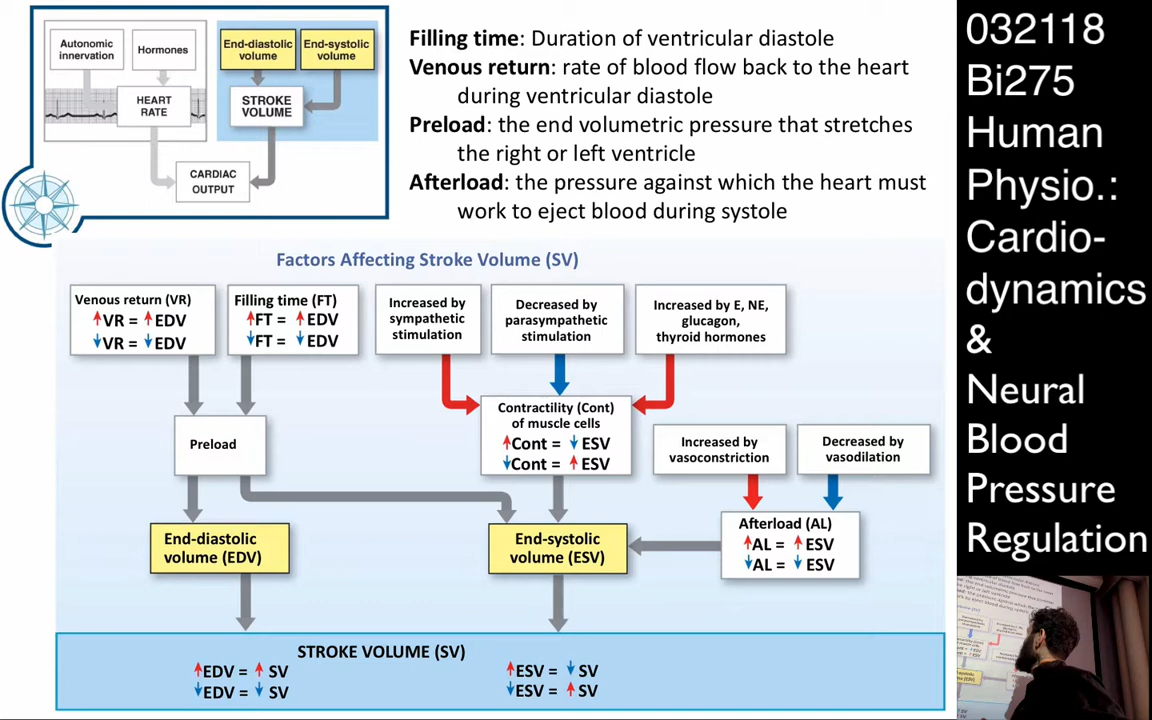 Autonomic
innervation
Hormones
HEART
RATE
End-diastolic
volume
End-systolic
volume
STROKE
VOLUME
CARDIAC
OUTPUT
Filling time: Duration of ventricular diastole
Venous return: rate of blood flow back to the heart
during ventricular diastole
Preload: the end volumetric pressure that stretches
the right or left ventricle
Afterload: the pressure against which the heart must
work to eject blood during systole
Factors Affecting Stroke Volume (SV)
Venous return (VR)
↑VR = ↑EDV
↓VR = ↓EDV
Filling time (FT)
↑FT = ↑EDV
↓FT = ↓EDV
Increased by
sympathetic
stimulation
Decreased by
parasympathetic
stimulation
Increased by E, NE,
glucagon,
thyroid hormones
Preload
Contractility (Cont)
of muscle cells
↑Cont = ↓ESV
↓Cont = ↑ESV
Increased by
vasoconstriction
Decreased by
vasodilation
End-diastolic
volume (EDV)
End-systolic
volume (ESV)
Afterload (AL)
↑AL = ↑ESV
↓AL = ↓ESV
STROKE VOLUME (SV)
↑EDV = ↑SV
↓EDV = ↓SV
↑ESV = ↓SV
↓ESV = ↑SV
032118
Bi275
Human
Physio.:
Cardio-
dynamics
&
Neural
Blood
Pressure
Regulation